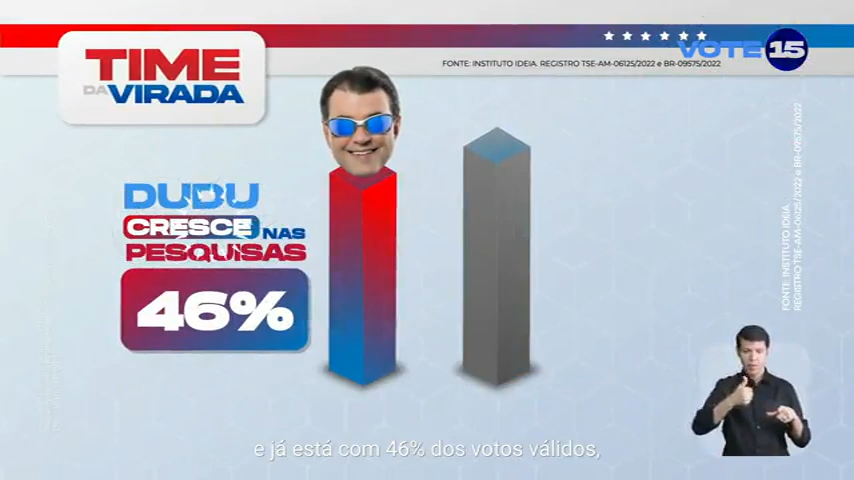 TIME
DA VIRADA
VOTE 15
FONTE: INSTITUTO IDEIA. REGISTRO TSE-AM-06125/2022 e BR-09575/2022
DUDU
CRESCE NAS
PESQUISAS
46%
FONTE: INSTITUTO IDEIA.
REGISTRO TSE-AM-06125/2022 e BR-09575/2022
e já está com 46% dos votos válidos,